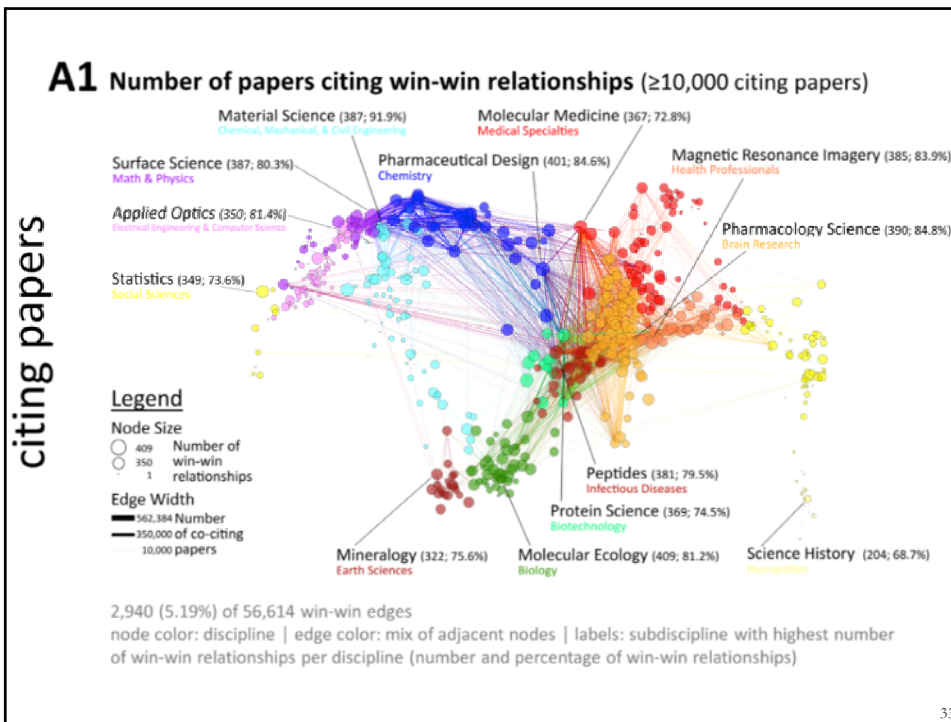 A1 Number of papers citing win-win relationships (≥10,000 citing papers)
citing papers
Material Science (387; 91.9%)
Chemical, Mechanical, & Civil Engineering
Molecular Medicine (367; 72.8%)
Medical Specialties
Surface Science (387; 80.3%)
Math & Physics
Pharmaceutical Design (401; 84.6%)
Chemistry
Magnetic Resonance Imagery (385; 83.9%)
Health Professionals
Applied Optics (350; 81.4%)
Electrical Engineering & Computer Science
Pharmacology Science (390; 84.8%)
Brain Research
Statistics (349; 73.6%)
Social Sciences
Legend
Node Size
409 Number of
350 win-win
1 relationships
Edge Width
562,384 Number
350,000 of co-citing
10,000 papers
Peptides (381; 79.5%)
Infectious Diseases
Protein Science (369; 74.5%)
Biotechnology
Mineralogy (322; 75.6%)
Earth Sciences
Molecular Ecology (409; 81.2%)
Biology
Science History (204; 68.7%)
Humanities
2,940 (5.19%) of 56,614 win-win edges
node color: discipline | edge color: mix of adjacent nodes | labels: subdiscipline with highest number
of win-win relationships per discipline (number and percentage of win-win relationships)